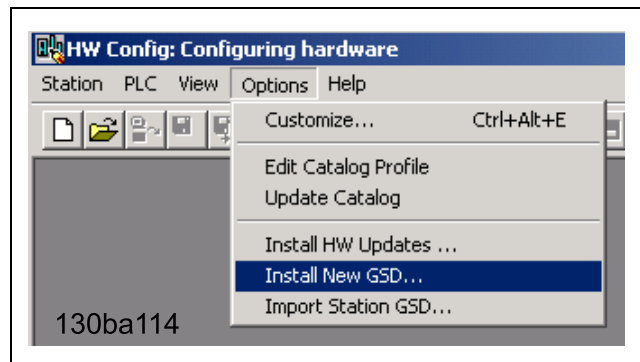 HW Config: Configuring hardware
Station PLC View Options Help
Customize... Ctrl+Alt+E
Edit Catalog Profile
Update Catalog
Install HW Updates ...
Install New GSD...
Import Station GSD...
130ba114